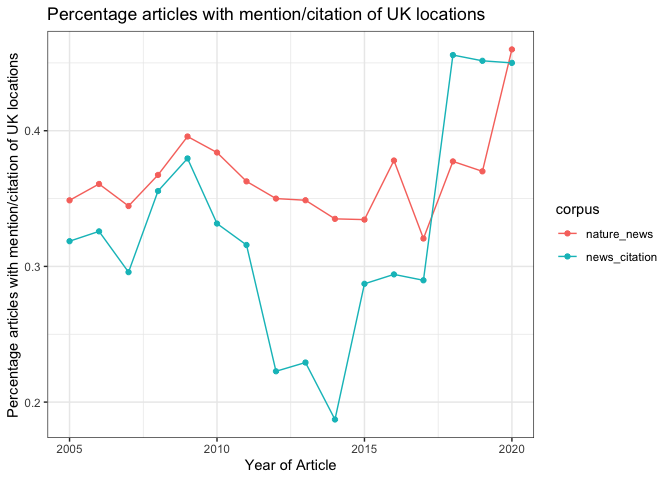 Percentage articles with mention/citation of UK locations
Percentage articles with mention/citation of UK locations
0.4
0.3
0.2
2005
2010
2015
2020
Year of Article
corpus
nature_news
news_citation